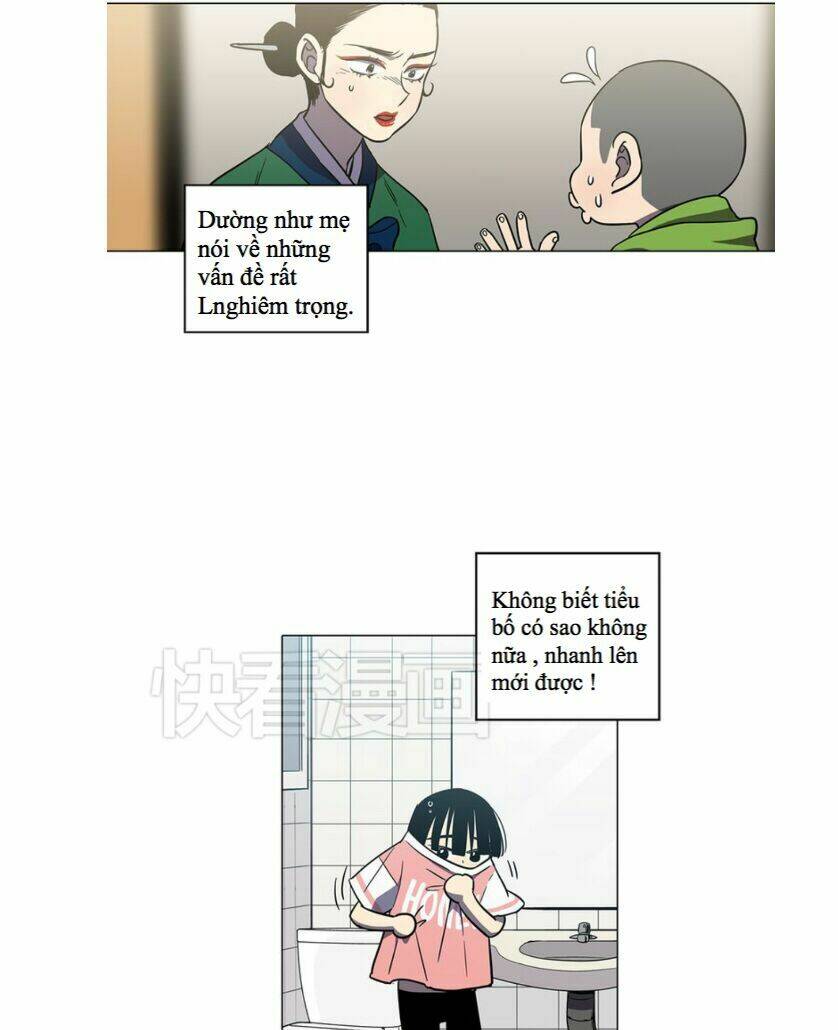 Dường như mẹ
nói về những
vấn đề rất
Lnghiêm trọng.
Không biết tiểu
bố có sao không
nữa , nhanh lên
mới được !
快看漫画
HOME